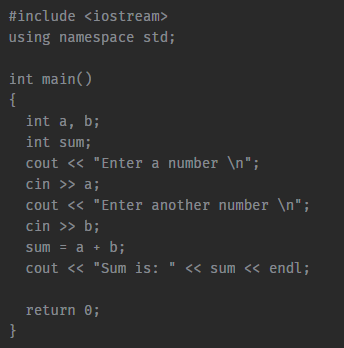 #include <iostream>
using namespace std;

int main()
{
  int a, b;
  int sum;
  cout << "Enter a number \n";
  cin >> a;
  cout << "Enter another number \n";
  cin >> b;
  sum = a + b;
  cout << "Sum is: " << sum << endl;

  return 0;
}